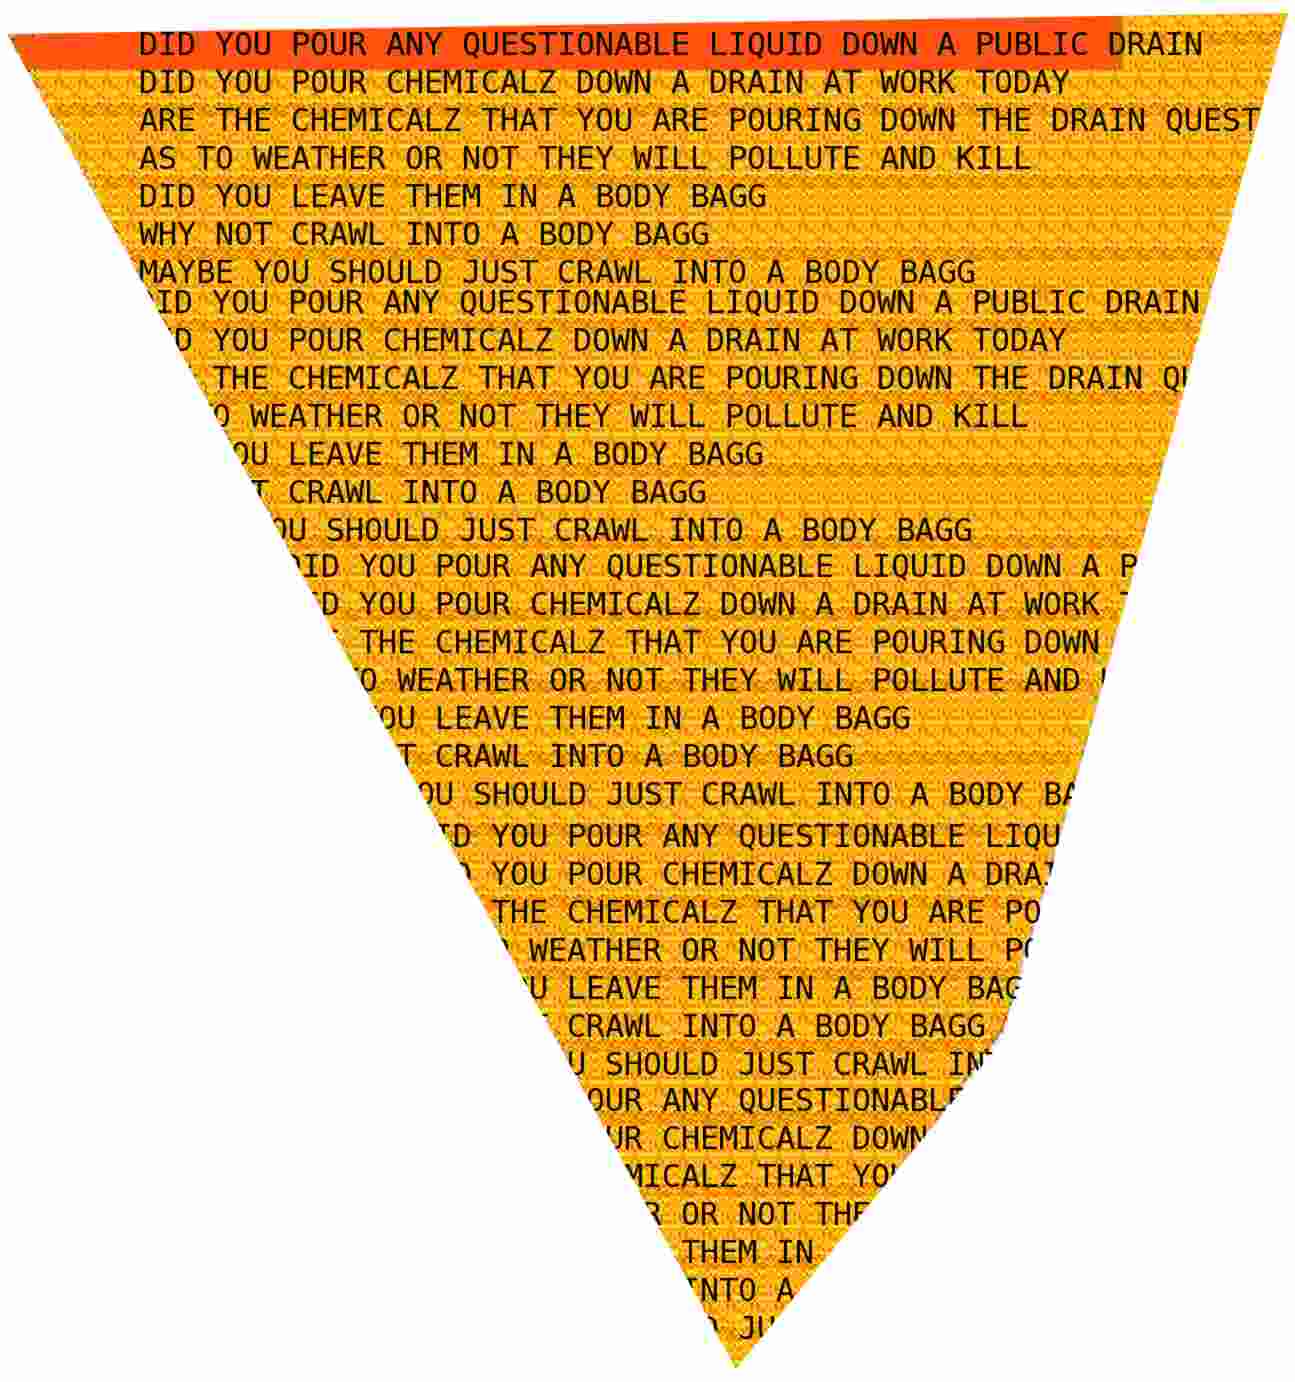 DID YOU POUR ANY QUESTIONABLE LIQUID DOWN A PUBLIC DRAIN
DID YOU POUR CHEMICALZ DOWN A DRAIN AT WORK TODAY
ARE THE CHEMICALZ THAT YOU ARE POURING DOWN THE DRAIN QUEST
AS TO WEATHER OR NOT THEY WILL POLLUTE AND KILL
DID YOU LEAVE THEM IN A BODY BAGG
WHY NOT CRAWL INTO A BODY BAGG
MAYBE YOU SHOULD JUST CRAWL INTO A BODY BAGG
ID YOU POUR ANY QUESTIONABLE LIQUID DOWN A PUBLIC DRAIN
D YOU POUR CHEMICALZ DOWN A DRAIN AT WORK TODAY
THE CHEMICALZ THAT YOU ARE POURING DOWN THE DRAIN QU
O WEATHER OR NOT THEY WILL POLLUTE AND KILL
OU LEAVE THEM IN A BODY BAGG
T CRAWL INTO A BODY BAGG
OU SHOULD JUST CRAWL INTO A BODY BAGG
DID YOU POUR ANY QUESTIONABLE LIQUID DOWN A P
D YOU POUR CHEMICALZ DOWN A DRAIN AT WORK T
THE CHEMICALZ THAT YOU ARE POURING DOWN
O WEATHER OR NOT THEY WILL POLLUTE AND
OU LEAVE THEM IN A BODY BAGG
T CRAWL INTO A BODY BAGG
OU SHOULD JUST CRAWL INTO A BODY BA
ID YOU POUR ANY QUESTIONABLE LIQU
YOU POUR CHEMICALZ DOWN A DRAI
THE CHEMICALZ THAT YOU ARE PO
WEATHER OR NOT THEY WILL PO
U LEAVE THEM IN A BODY BAG
CRAWL INTO A BODY BAGG
U SHOULD JUST CRAWL INT
OUR ANY QUESTIONABLE
UR CHEMICALZ DOWN
MICALZ THAT YOU
R OR NOT THE
THEM IN
INTO A
JU